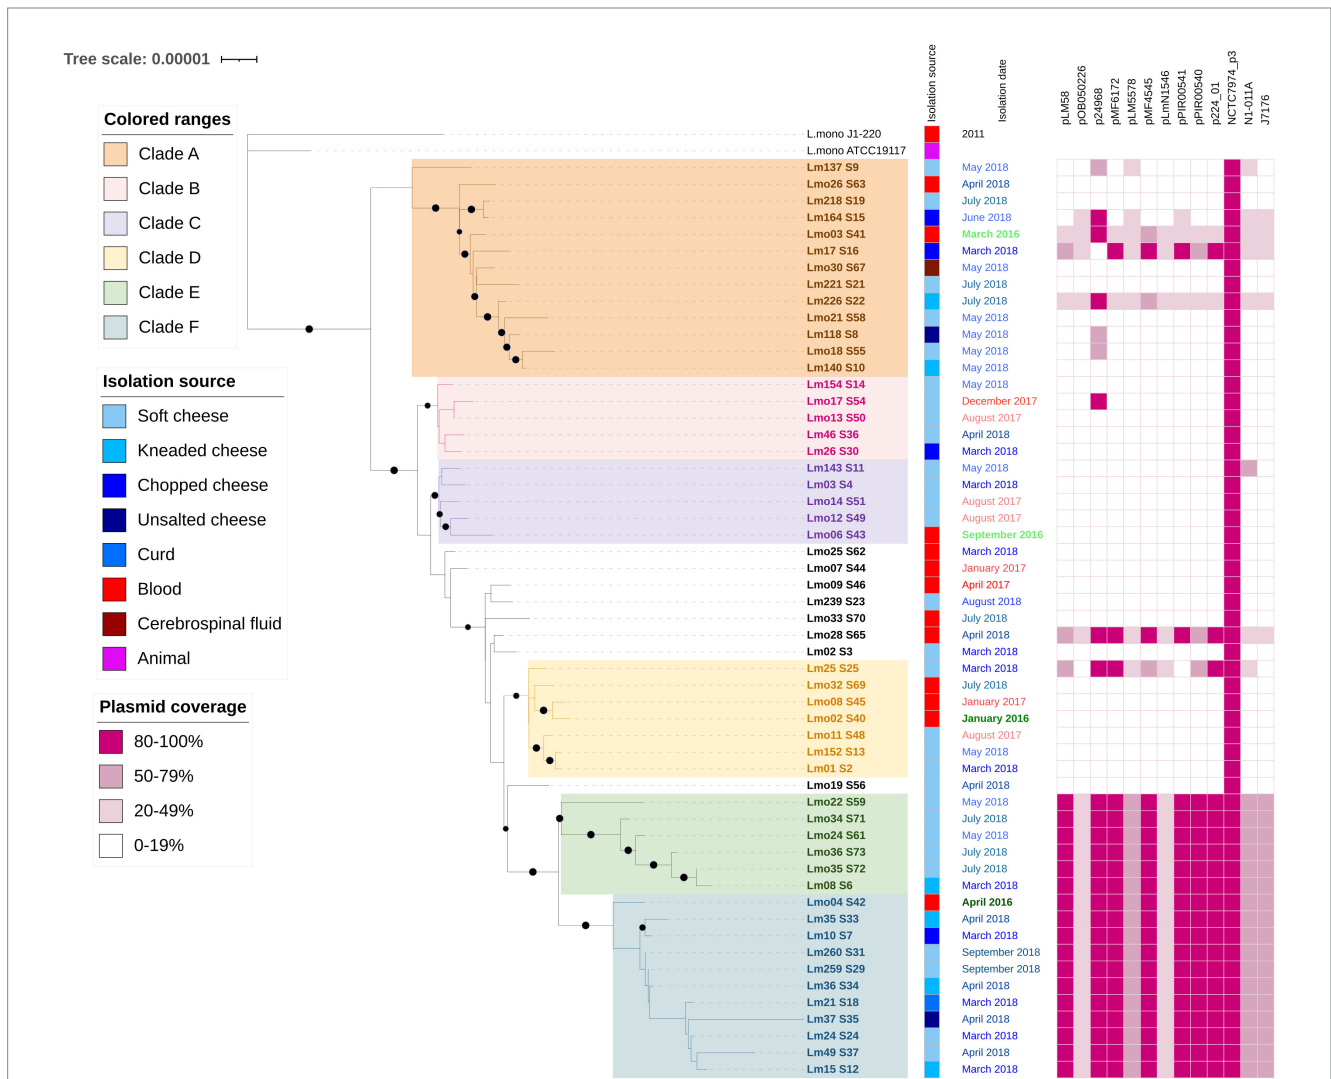 Tree scale: 0.00001
Colored ranges
Clade A
Clade B
Clade C
Clade D
Clade E
Clade F
Isolation source
Soft cheese
Kneaded cheese
Chopped cheese
Unsalted cheese
Curd
Blood
Cerebrospinal fluid
Animal
Plasmid coverage
80-100%
50-79%
20-49%
0-19%
Isolation source
Isolation date
pLM58
pOB050226
p24968
pMF6172
pLM5578
pMF4545
pLmN1546
pPIR00541
pPIR00540
p224_01
NCTC7974_p3
N1-011A
J7176
L.mono J1-220 2011
L.mono ATCC19117
Lm137 S9 May 2018
Lmo26 S63 April 2018
Lm218 S19 July 2018
Lm164 S15 June 2018
Lmo03 S41 March 2016
Lm17 S16 March 2018
Lmo30 S67 May 2018
Lm221 S21 July 2018
Lm226 S22 July 2018
Lmo21 S58 May 2018
Lm118 S8 May 2018
Lmo18 S55 May 2018
Lm140 S10 May 2018
Lm154 S14 May 2018
Lmo17 S54 December 2017
Lmo13 S50 August 2017
Lm46 S36 April 2018
Lm26 S30 March 2018
Lm143 S11 May 2018
Lm03 S4 March 2018
Lmo14 S51 August 2017
Lmo12 S49 August 2017
Lmo06 S43 September 2016
Lmo25 S62 March 2018
Lmo07 S44 January 2017
Lmo09 S46 April 2017
Lm239 S23 August 2018
Lmo33 S70 July 2018
Lmo28 S65 April 2018
Lm02 S3 March 2018
Lm25 S25 March 2018
Lmo32 S69 July 2018
Lmo08 S45 January 2017
Lmo02 S40 January 2016
Lmo11 S48 August 2017
Lm152 S13 May 2018
Lm01 S2 March 2018
Lmo19 S56 April 2018
Lmo22 S59 May 2018
Lmo34 S71 July 2018
Lmo24 S61 May 2018
Lmo36 S73 July 2018
Lmo35 S72 July 2018
Lm08 S6 March 2018
Lmo04 S42 April 2016
Lm35 S33 April 2018
Lm10 S7 March 2018
Lm260 S31 September 2018
Lm259 S29 September 2018
Lm36 S34 April 2018
Lm21 S18 March 2018
Lm37 S35 April 2018
Lm24 S24 March 2018
Lm49 S37 April 2018
Lm15 S12 March 2018